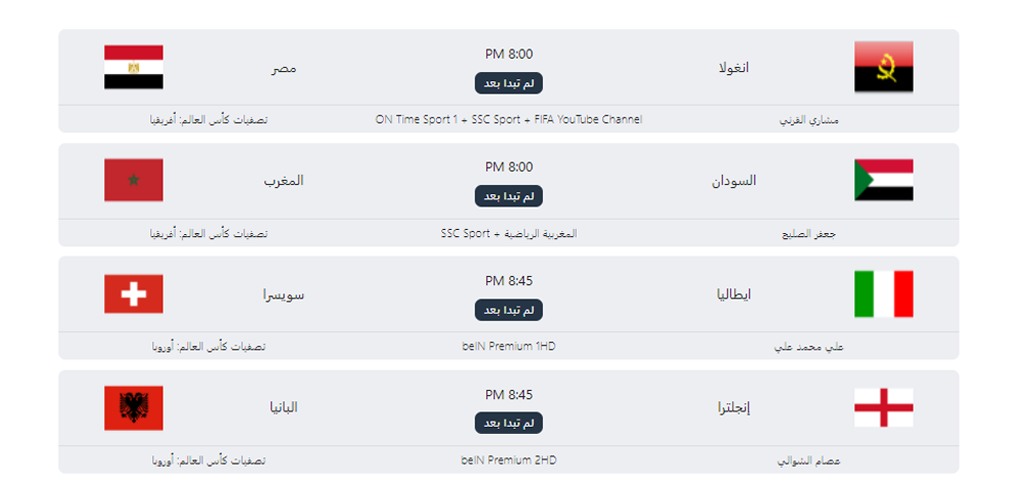 انغولا
PM 8:00
مصر
لم تبدا بعد
مشاري القرني
ON Time Sport 1 + SSC Sport + FIFA YouTube Channel
تصفيات كأس العالم: أفريقيا
السودان
PM 8:00
المغرب
لم تبدا بعد
جعفر الصليح
المغربية الرياضية + SSC Sport
تصفيات كأس العالم: أفريقيا
ايطاليا
PM 8:45
سويسرا
لم تبدا بعد
علي محمد علي
beIN Premium 1HD
تصفيات كأس العالم: أوروبا
إنجلترا
PM 8:45
البانيا
لم تبدا بعد
عصام الشوالي
beIN Premium 2HD
تصفيات كأس العالم: أوروبا